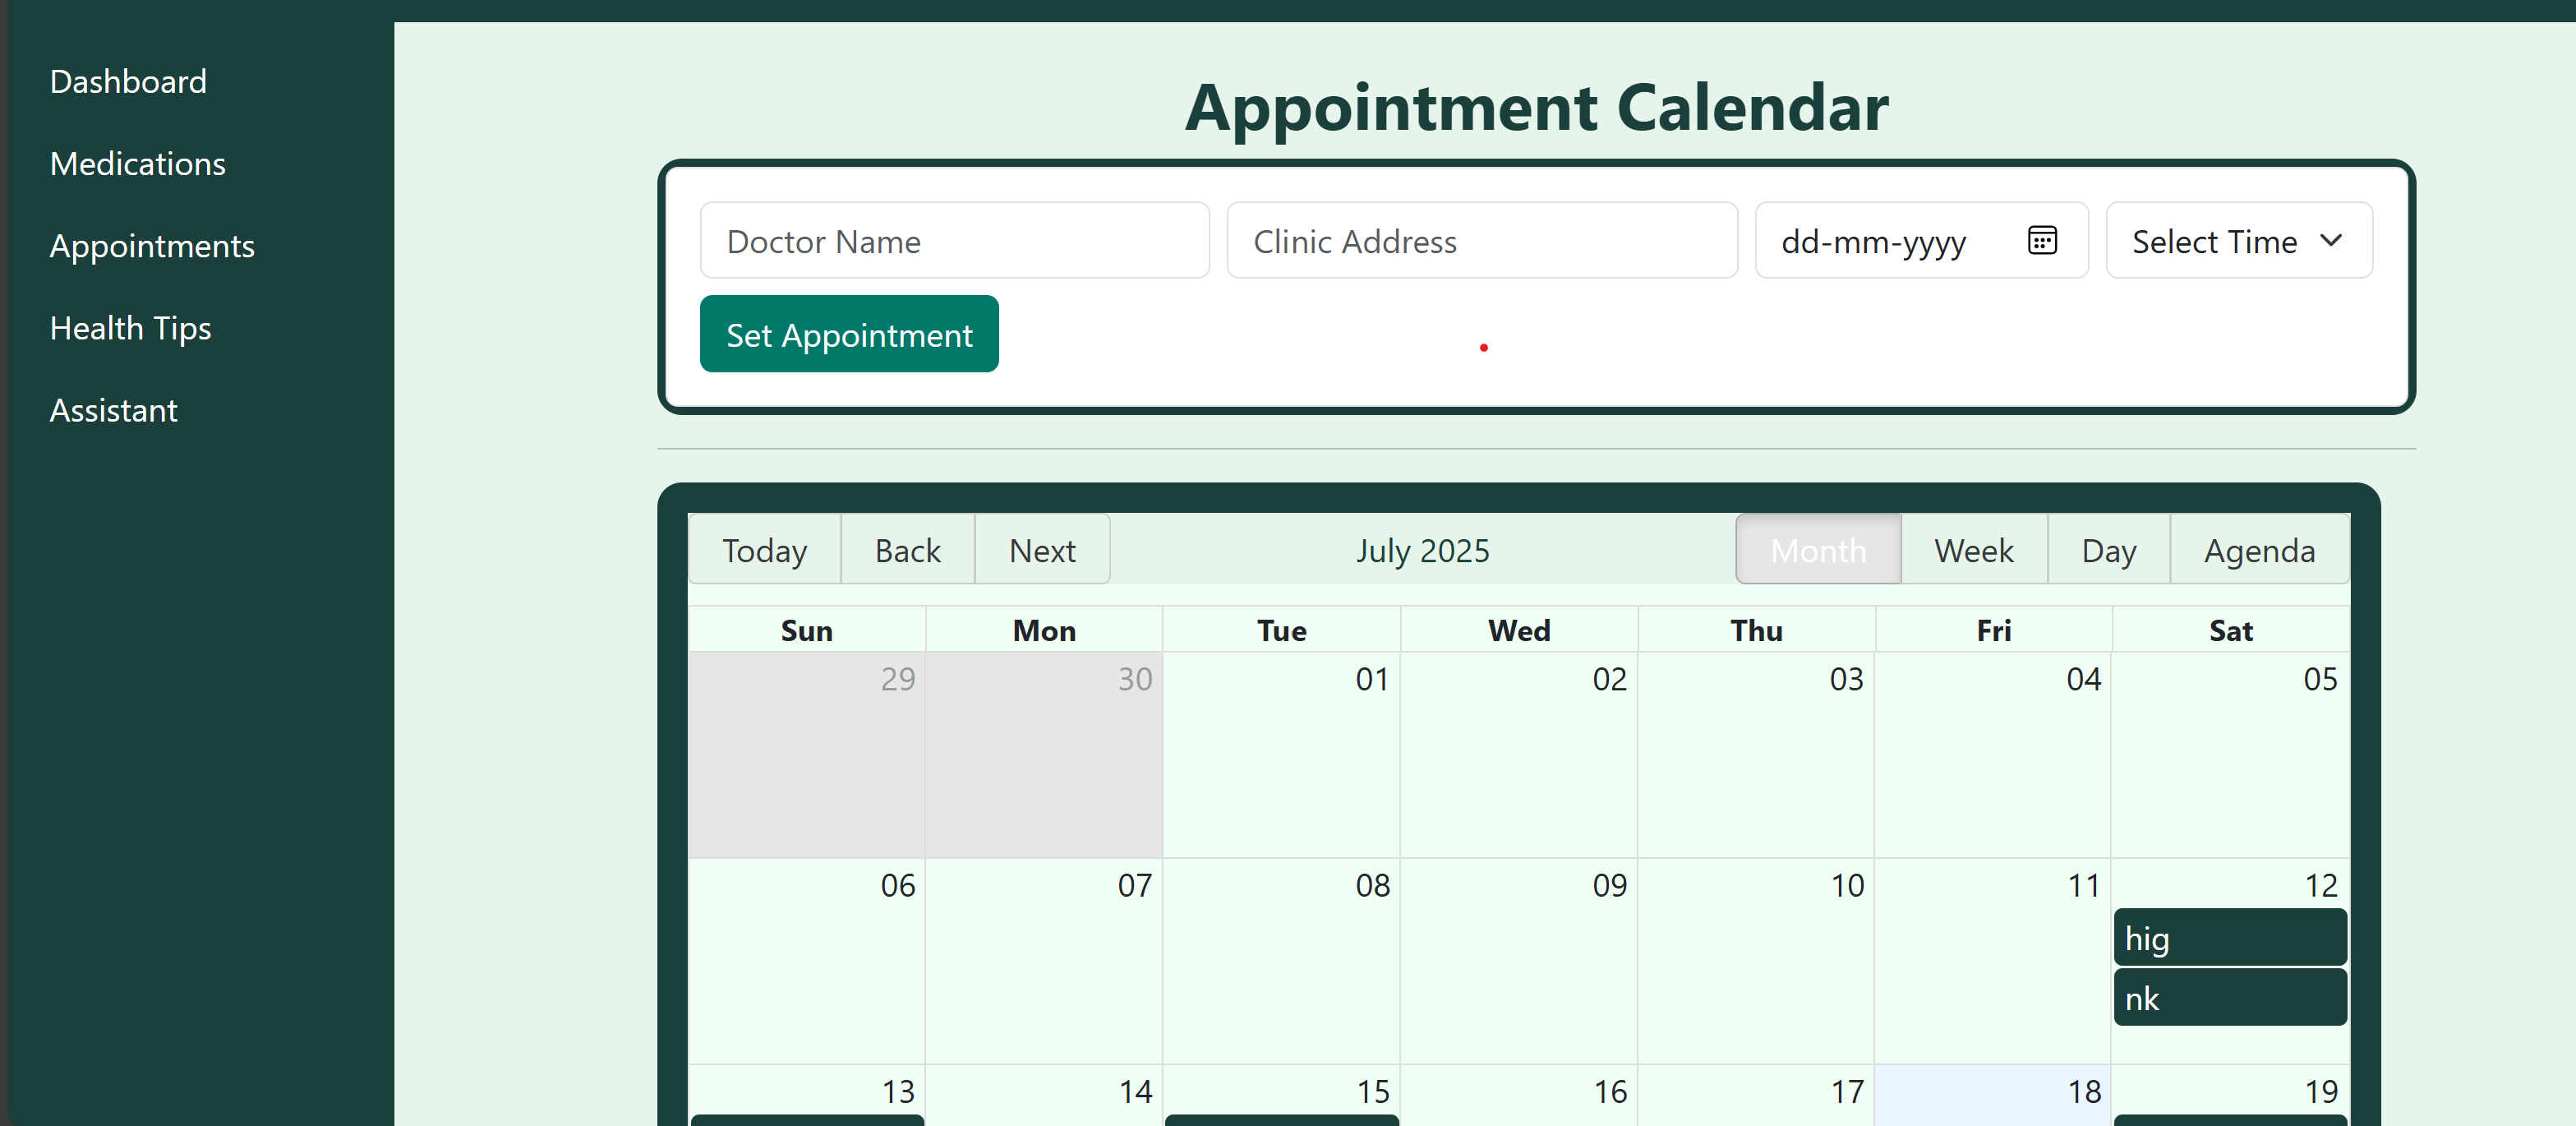 Dashboard
Medications
Appointments
Health Tips
Assistant
Appointment Calendar
Doctor Name Clinic Address dd-mm-yyyy Select Time
Set Appointment
Today Back Next July 2025 Month Week Day Agenda
Sun Mon Tue Wed Thu Fri Sat
29 30 01 02 03 04 05
06 07 08 09 10 11 12
hig
nk
13 14 15 16 17 18 19